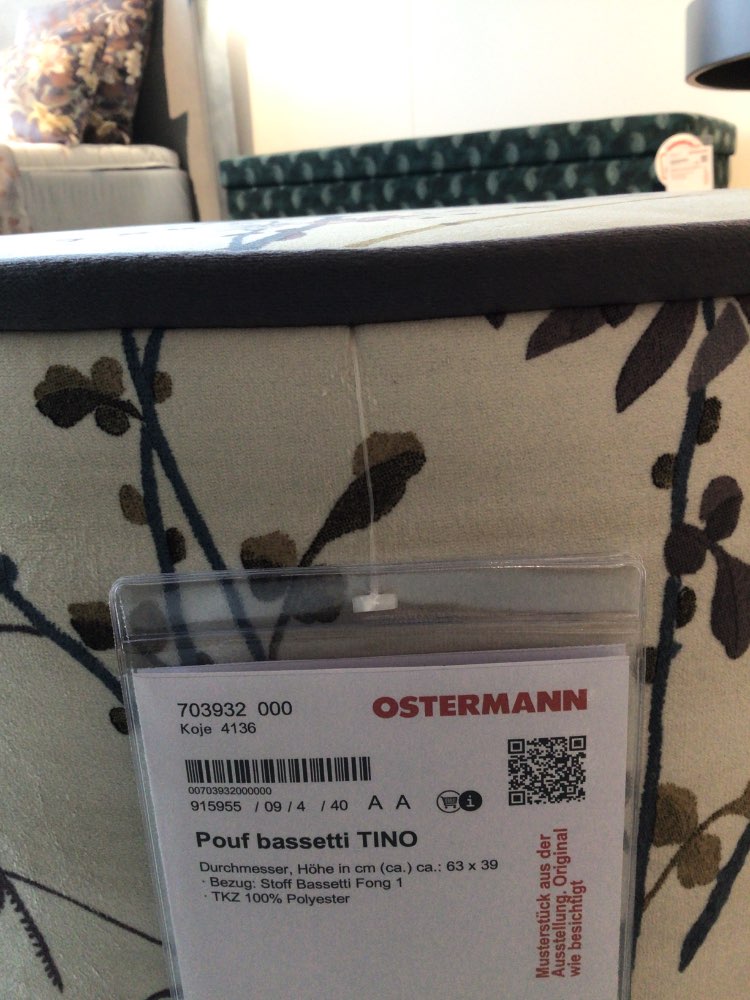 703932 000
OSTERMANN
Koje 4136
00703932000000
915955 / 09 / 4 / 40 A A
Pouf bassetti TINO
Durchmesser, Höhe in cm (ca.) ca.: 63 x 39
· Bezug: Stoff Bassetti Fong 1
· TKZ 100% Polyester
Musterstück aus der
Ausstellung. Original
wie besichtigt